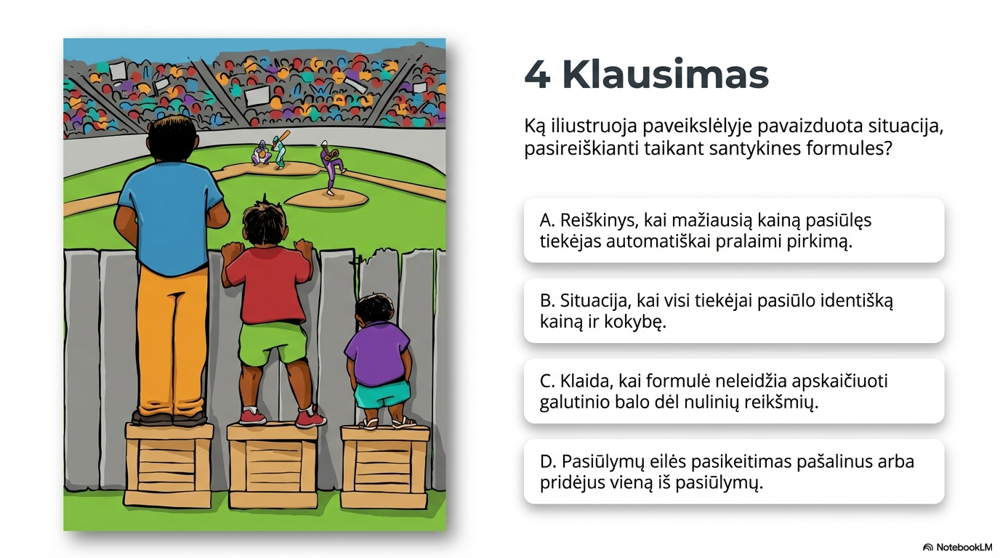 4 Klausimas
Ką iliustruoja paveikslėlyje pavaizduota situacija,
pasireiškianti taikant santykines formules?
A. Reiškinys, kai mažiausią kainą pasiūlęs
tiekėjas automatiškai pralaimi pirkimą.
B. Situacija, kai visi tiekėjai pasiūlo identišką
kainą ir kokybę.
C. Klaida, kai formulė neleidžia apskaičiuoti
galutinio balo dėl nulinių reikšmių.
D. Pasiūlymų eilės pasikeitimas pašalinus arba
pridėjus vieną iš pasiūlymų.
NotebookLM